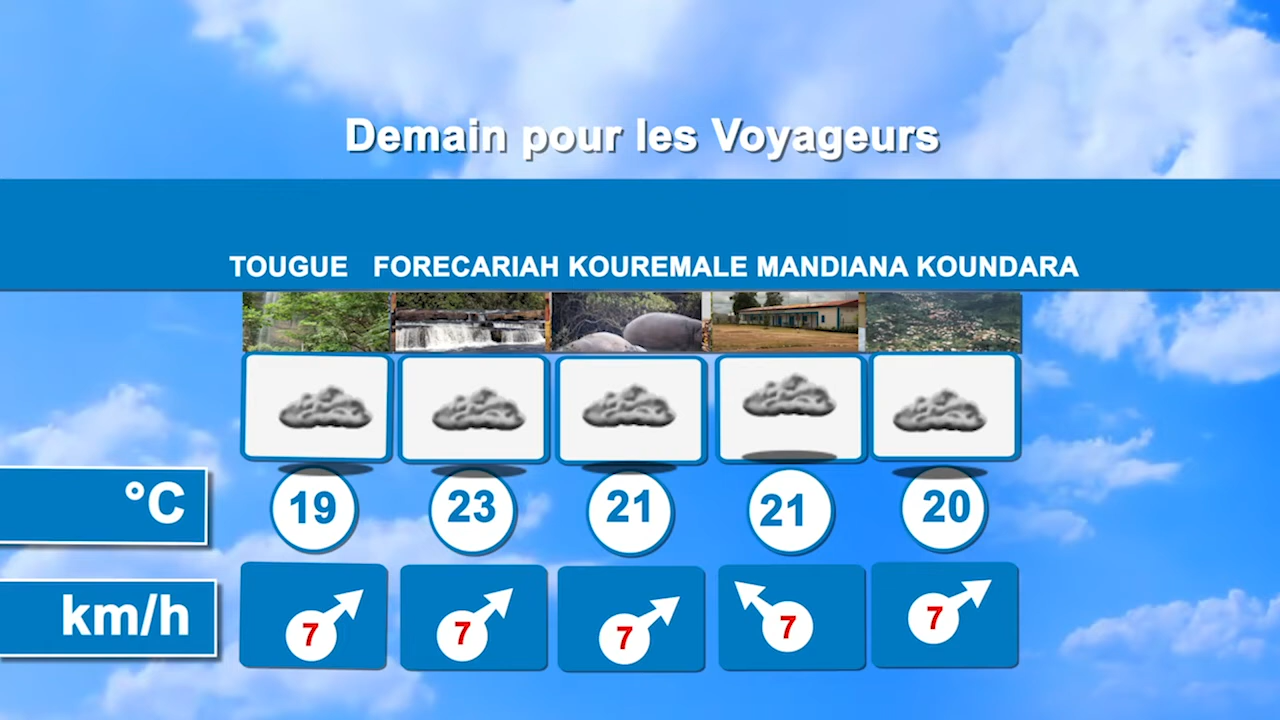 Demain pour les Voyageurs
TOUGUE FORECARIAH KOUREMALE MANDIANA KOUNDARA
°C 19 23 21 21 20
km/h 7 7 7 7 7